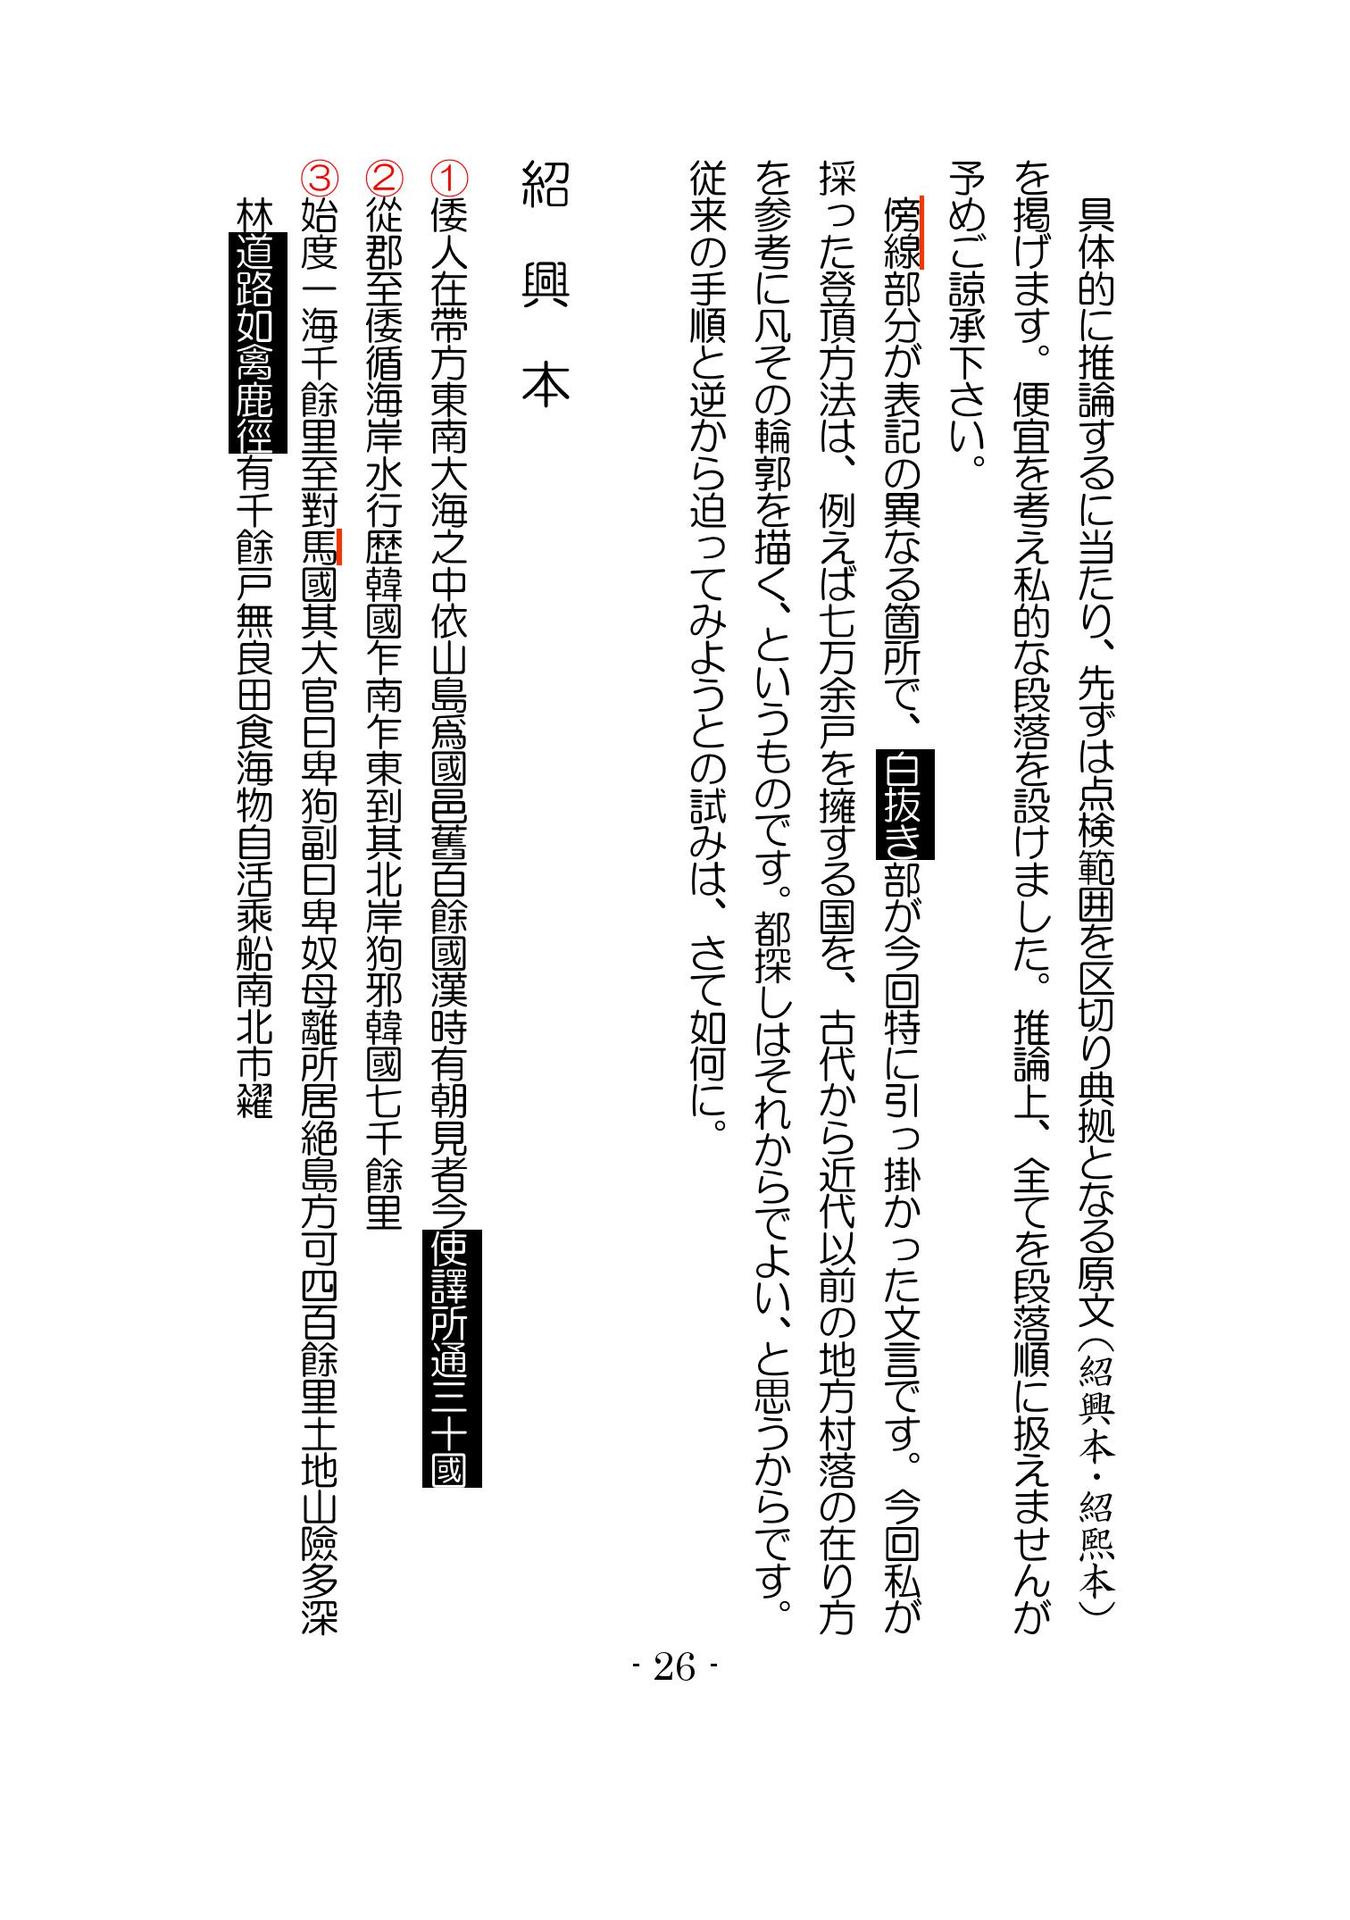 具体的に推論するに当たり、先ずは点検範囲を区切り典拠となる原文(紹興本・紹熙本)
を掲げます。便宜を考え私的な段落を設けました。推論上、全てを段落順に扱えませんが
予めご諒承下さい。
傍線部分が表記の異なる箇所で、白抜き部が今回特に引っ掛かった文言です。今回私が
採った登頂方法は、例えば七万余戸を擁する国を、古代から近代以前の地方村落の在り方
を参考に凡その輪郭を描く、というものです。都探しはそれからでよい、と思うからです。
従来の手順と逆から迫ってみようとの試みは、さて如何に。
紹興本
①倭人在帶方東南大海之中依山島爲國邑舊百餘國漢時有朝見者今使譯所通三十國
②從郡至倭循海岸水行歴韓國乍南乍東到其北岸狗邪韓國七千餘里
③始度一海千餘里至對馬國其大官曰卑狗副曰卑奴母離所居絶島方可四百餘里土地山險多深
林道路如禽鹿徑有千餘戸無良田食海物自活乘船南北市糴
- 26 -